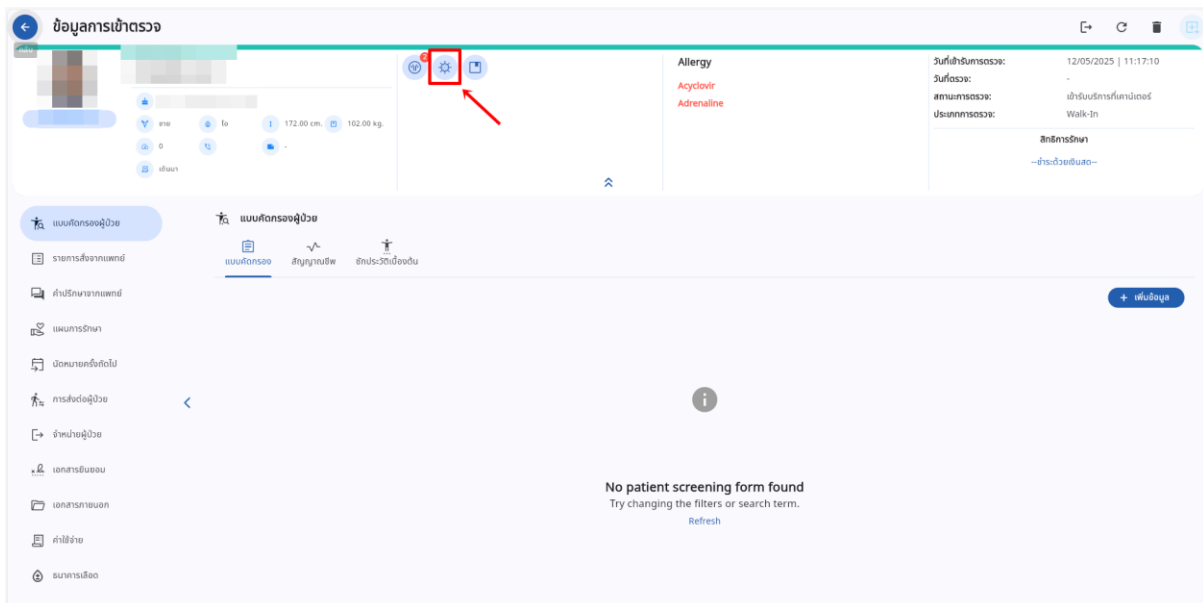 ข้อมูลการเข้าตรวจ
กลับ
2
ชาย
โอ
172.00 cm.
102.00 kg.
0
-
เดินมา
Allergy
Acyclovir
Adrenaline
วันที่เข้ารับการตรวจ: 12/05/2025 | 11:17:10
วันที่ตรวจ: -
สถานะการตรวจ: เข้ารับบริการที่เคาน์เตอร์
ประเภทการตรวจ: Walk-In
สิทธิการรักษา
--ชำระด้วยเงินสด--
แบบคัดกรองผู้ป่วย
รายการสั่งจากแพทย์
คำปรึกษาจากแพทย์
แผนการรักษา
นัดหมายครั้งถัดไป
การส่งต่อผู้ป่วย
จำหน่ายผู้ป่วย
เอกสารยินยอม
เอกสารภายนอก
ค่าใช้จ่าย
ธนาคารเลือด
แบบคัดกรองผู้ป่วย
แบบคัดกรอง
สัญญาณชีพ
ซักประวัติเบื้องต้น
+ เพิ่มข้อมูล
No patient screening form found
Try changing the filters or search term.
Refresh